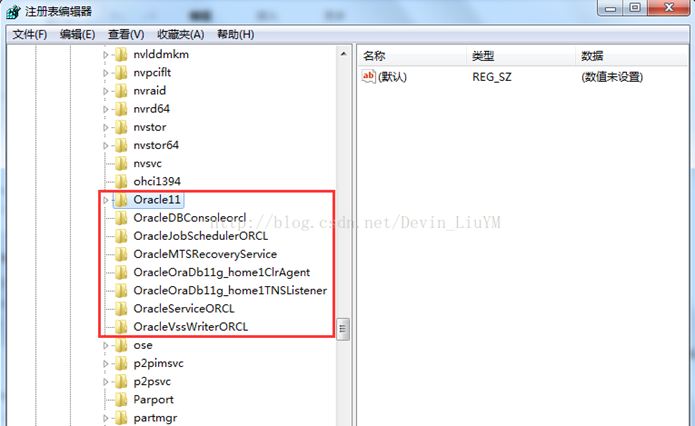 注册表编辑器
文件(F) 编辑(E) 查看(V) 收藏夹(A) 帮助(H)
nvlddmkm
nvpciflt
nvraid
nvrd64
nvstor
nvstor64
nvsvc
ohci1394
Oracle11
OracleDBConsoleorcl
OracleJobSchedulerORCL
OracleMTSRecoveryService
OracleOraDb11g_home1ClrAgent
OracleOraDb11g_home1TNSListener
OracleServiceORCL
OracleVssWriterORCL
ose
p2pimsvc
p2psvc
Parport
partmgr
名称 类型 数据
ab (默认) REG_SZ (数值未设置)
http://blog.csdn.net/Devin_LiuYM